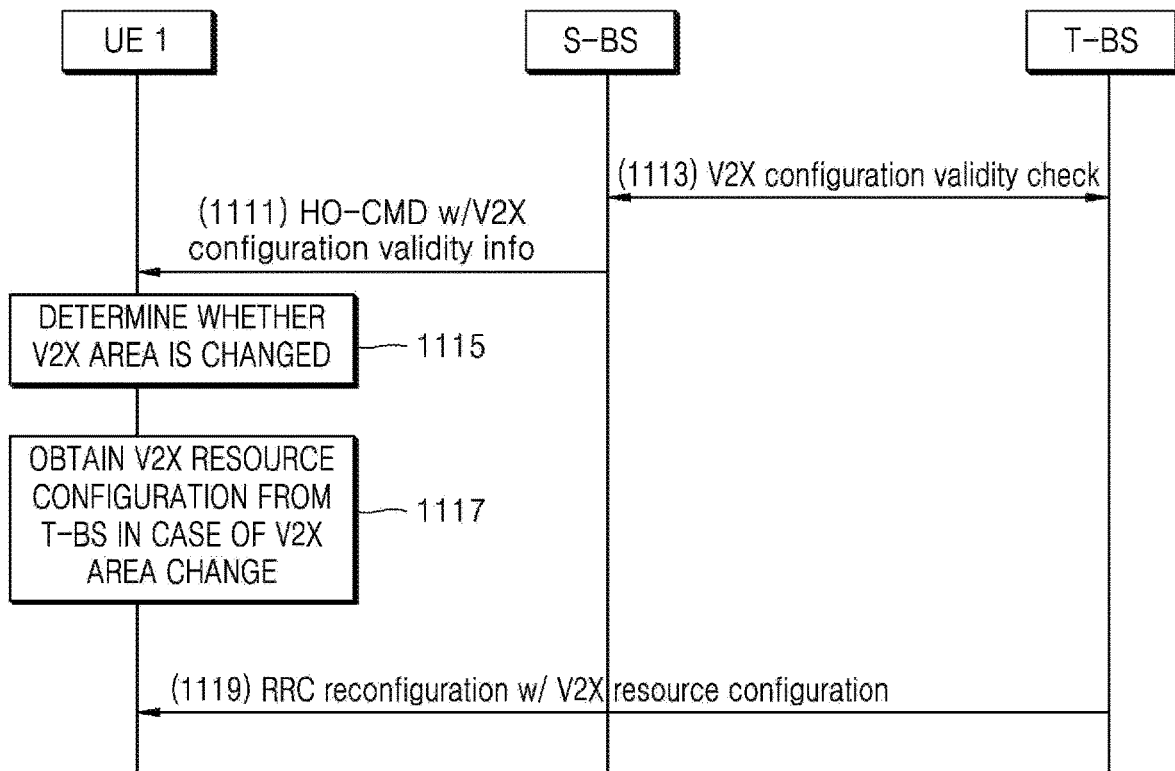 UE 1
S-BS
T-BS
(1113) V2X configuration validity check
(1111) HO-CMD w/V2X
configuration validity info
DETERMINE WHETHER
V2X AREA IS CHANGED
1115
OBTAIN V2X RESOURCE
CONFIGURATION FROM
T-BS IN CASE OF V2X
AREA CHANGE
1117
(1119) RRC reconfiguration w/ V2X resource configuration